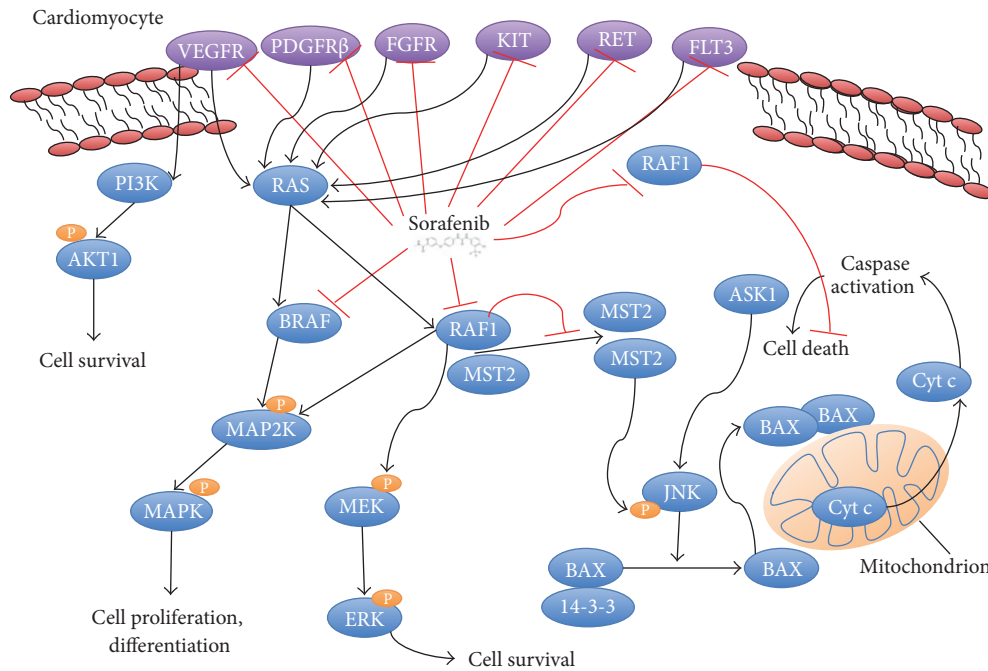 Cardiomyocyte
VEGFR
PDGFRβ
FGFR
KIT
RET
FLT3
PI3K
RAS
RAF1
P
AKT1
Sorafenib
Caspase
activation
ASK1
BRAF
RAF1
MST2
MST2
MST2
Cell survival
Cell death
Cyt c
P
MAP2K
BAX
BAX
P
MAPK
P
MEK
JNK
P
Cyt c
Mitochondrion
BAX
14-3-3
BAX
P
ERK
Cell proliferation,
differentiation
Cell survival